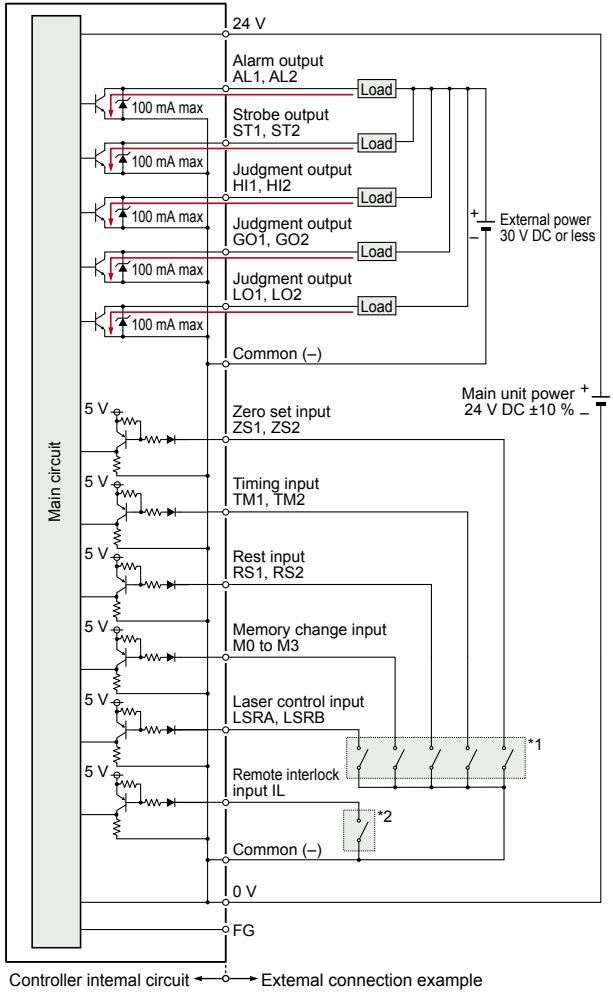 24 V
Alarm output
AL1, AL2
Load
100 mA max
Strobe output
ST1, ST2
Load
100 mA max
Judgment output
HI1, HI2
Load
100 mA max
+
External power
–
30 V DC or less
Judgment output
GO1, GO2
Load
100 mA max
Judgment output
LO1, LO2
Load
100 mA max
Common (–)
Main unit power +
24 V DC ±10 % –
Main circuit
5 V
Zero set input
ZS1, ZS2
5 V
Timing input
TM1, TM2
5 V
Rest input
RS1, RS2
5 V
Memory change input
M0 to M3
5 V
Laser control input
LSRA, LSRB
*1
5 V
Remote interlock
input IL
*2
Common (–)
0 V
FG
Controller internal circuit
External connection example